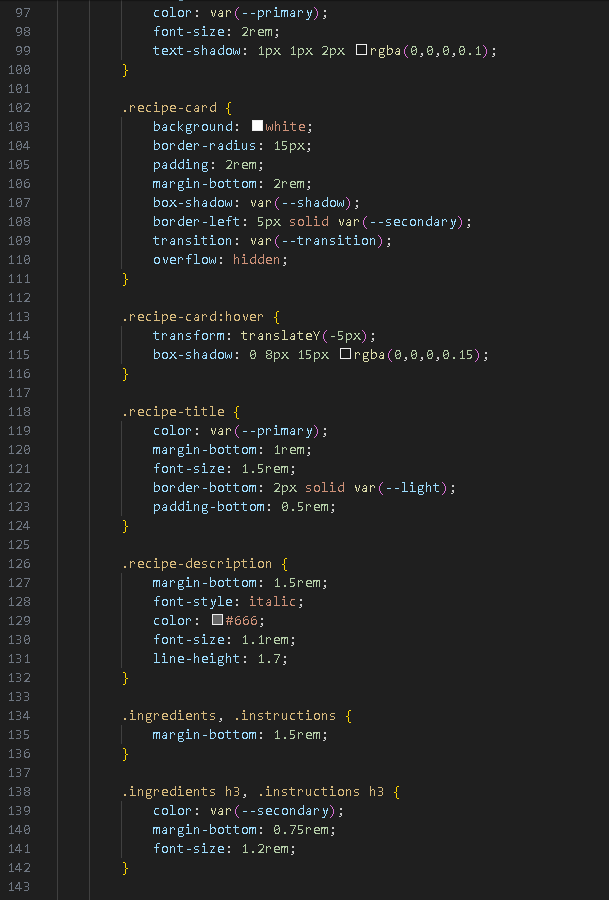 97 color: var(--primary);
98 font-size: 2rem;
99 text-shadow: 1px 1px 2px rgba(0,0,0,0.1);
100 }
101
102 .recipe-card {
103 background: white;
104 border-radius: 15px;
105 padding: 2rem;
106 margin-bottom: 2rem;
107 box-shadow: var(--shadow);
108 border-left: 5px solid var(--secondary);
109 transition: var(--transition);
110 overflow: hidden;
111 }
112
113 .recipe-card:hover {
114 transform: translateY(-5px);
115 box-shadow: 0 8px 15px rgba(0,0,0,0.15);
116 }
117
118 .recipe-title {
119 color: var(--primary);
120 margin-bottom: 1rem;
121 font-size: 1.5rem;
122 border-bottom: 2px solid var(--light);
123 padding-bottom: 0.5rem;
124 }
125
126 .recipe-description {
127 margin-bottom: 1.5rem;
128 font-style: italic;
129 color: #666;
130 font-size: 1.1rem;
131 line-height: 1.7;
132 }
133
134 .ingredients, .instructions {
135 margin-bottom: 1.5rem;
136 }
137
138 .ingredients h3, .instructions h3 {
139 color: var(--secondary);
140 margin-bottom: 0.75rem;
141 font-size: 1.2rem;
142 }
143